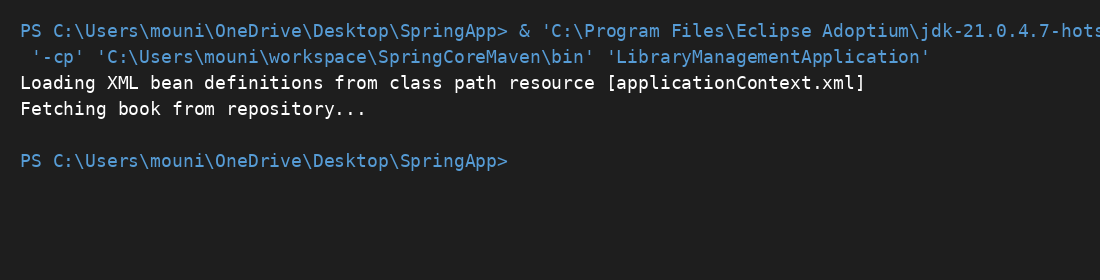 PS C:\Users\mouni\OneDrive\Desktop\SpringApp> & 'C:\Program Files\Eclipse Adoptium\jdk-21.0.4.7-hots
'-cp' 'C:\Users\mouni\workspace\SpringCoreMaven\bin' 'LibraryManagementApplication'
Loading XML bean definitions from class path resource [applicationContext.xml]
Fetching book from repository...
PS C:\Users\mouni\OneDrive\Desktop\SpringApp>